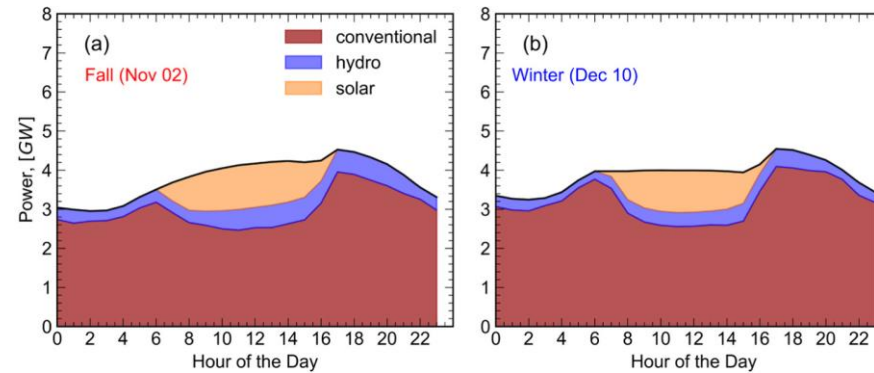 (a)
Fall (Nov 02)
conventional
hydro
solar
Power, [GW]
8
7
6
5
4
3
2
1
0
0 2 4 6 8 10 12 14 16 18 20 22
Hour of the Day
(b)
Winter (Dec 10)
8
7
6
5
4
3
2
1
0
0 2 4 6 8 10 12 14 16 18 20 22
Hour of the Day